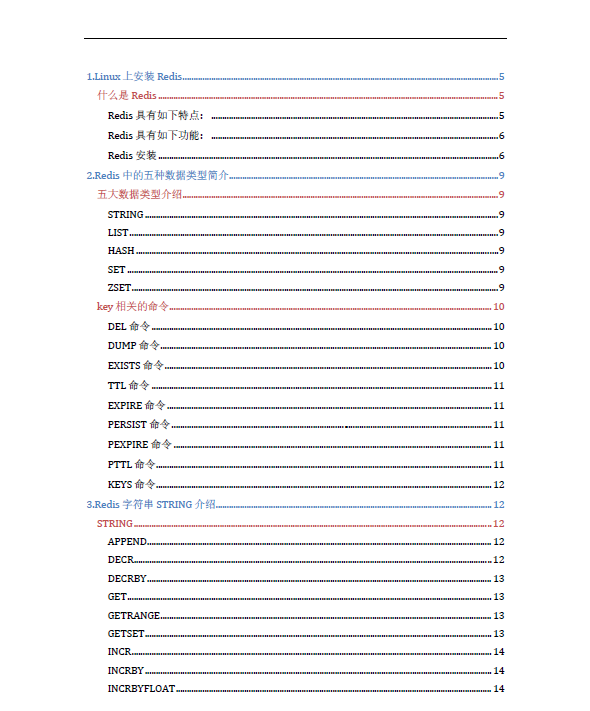 1.Linux 上安装 Redis........5
什么是 Redis........5
Redis 具有如下特点：........5
Redis 具有如下功能：........6
Redis 安装........6
2.Redis 中的五种数据类型简介........9
五大数据类型介绍........9
STRING........9
LIST........9
HASH........9
SET........9
ZSET........9
key 相关的命令........10
DEL 命令........10
DUMP 命令........10
EXISTS 命令........10
TTL 命令........11
EXPIRE 命令........11
PERSIST 命令........11
PEXPIRE 命令........11
PTTL 命令........11
KEYS 命令........12
3.Redis 字符串 STRING 介绍........12
STRING........12
APPEND........12
DECR........12
DECRBY........13
GET........13
GETRANGE........13
GETSET........13
INCR........14
INCRBY........14
INCRBYFLOAT........14